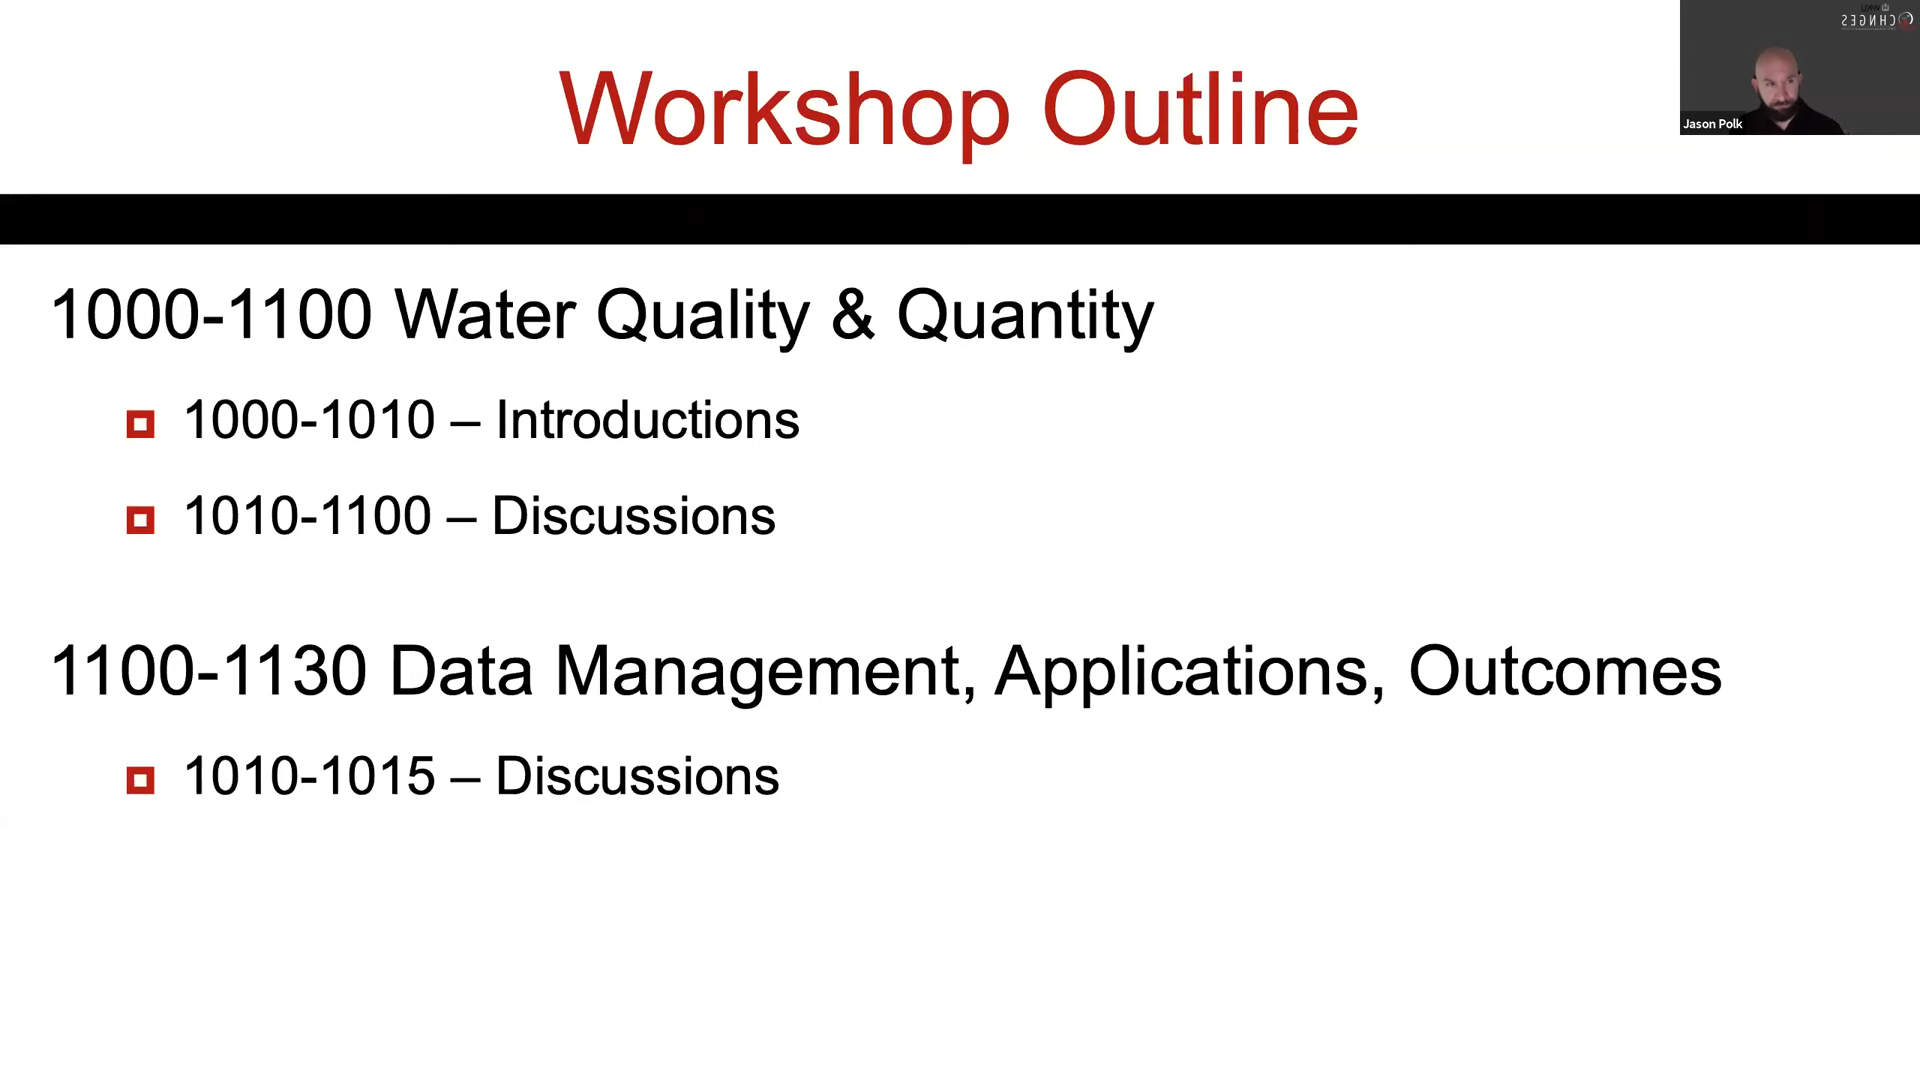 Workshop Outline
Jason Polk
1000-1100 Water Quality & Quantity
1000-1010 – Introductions
1010-1100 – Discussions
1100-1130 Data Management, Applications, Outcomes
1010-1015 – Discussions